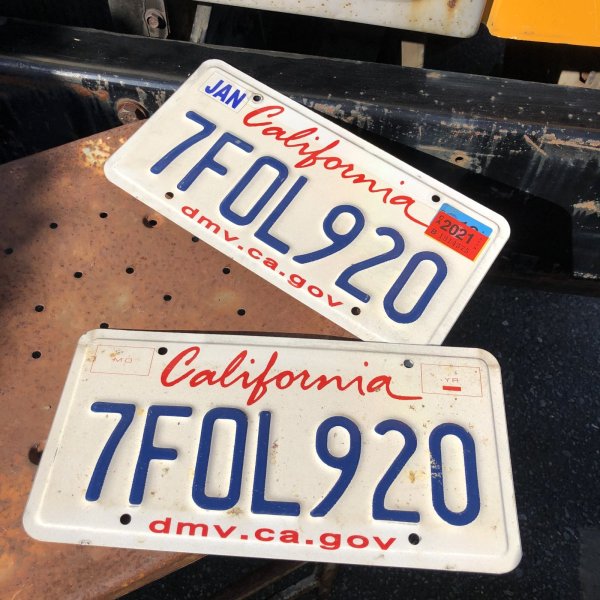 JAN
California
2021
7FOL920
dmv.ca.gov
MO
California
YR
7FOL920
dmv.ca.gov